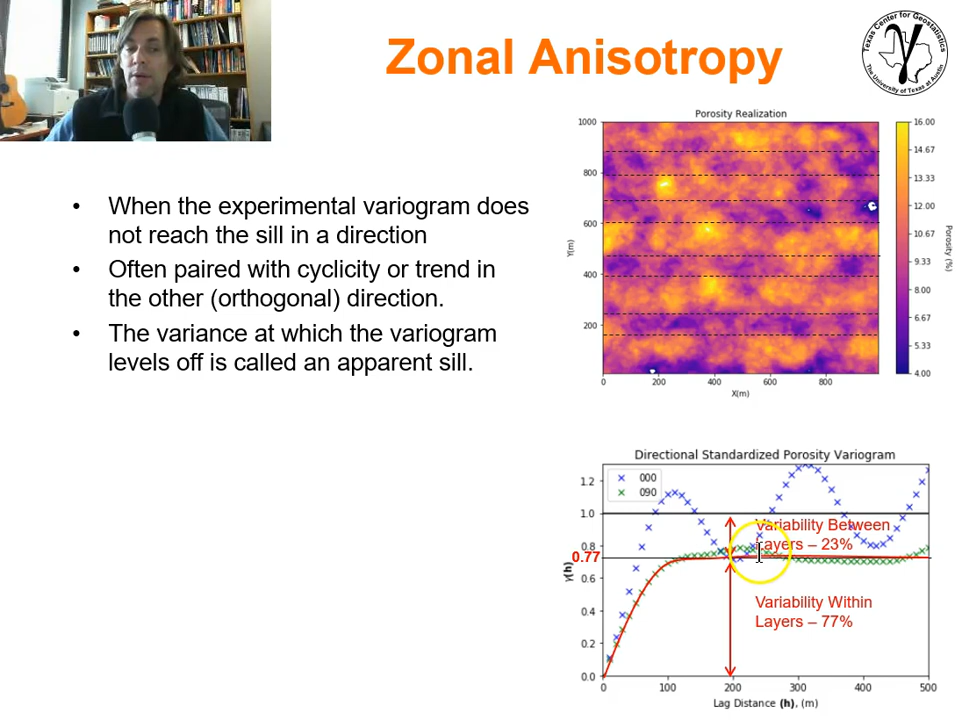 Zonal Anisotropy
Texas Center for Geostatistics
The University of Texas at Austin
• When the experimental variogram does
not reach the sill in a direction
• Often paired with cyclicity or trend in
the other (orthogonal) direction.
• The variance at which the variogram
levels off is called an apparent sill.
Porosity Realization
1000
800
600
400
200
0 200 400 600 800
Y(m)
X(m)
16.00
14.67
13.33
12.00
10.67
9.33
8.00
6.67
5.33
4.00
Porosity (%)
Directional Standardized Porosity Variogram
000
090
1.2
1.0
0.8
0.77
0.6
0.4
0.2
0.0
γ(h)
Variability Between
Layers – 23%
Variability Within
Layers – 77%
0 100 200 300 400 500
Lag Distance (h), (m)